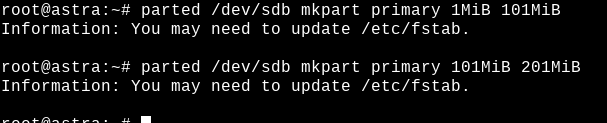 root@astra:~# parted /dev/sdb mkpart primary 1MiB 101MiB
Information: You may need to update /etc/fstab.
root@astra:~# parted /dev/sdb mkpart primary 101MiB 201MiB
Information: You may need to update /etc/fstab.
root@astra:~#